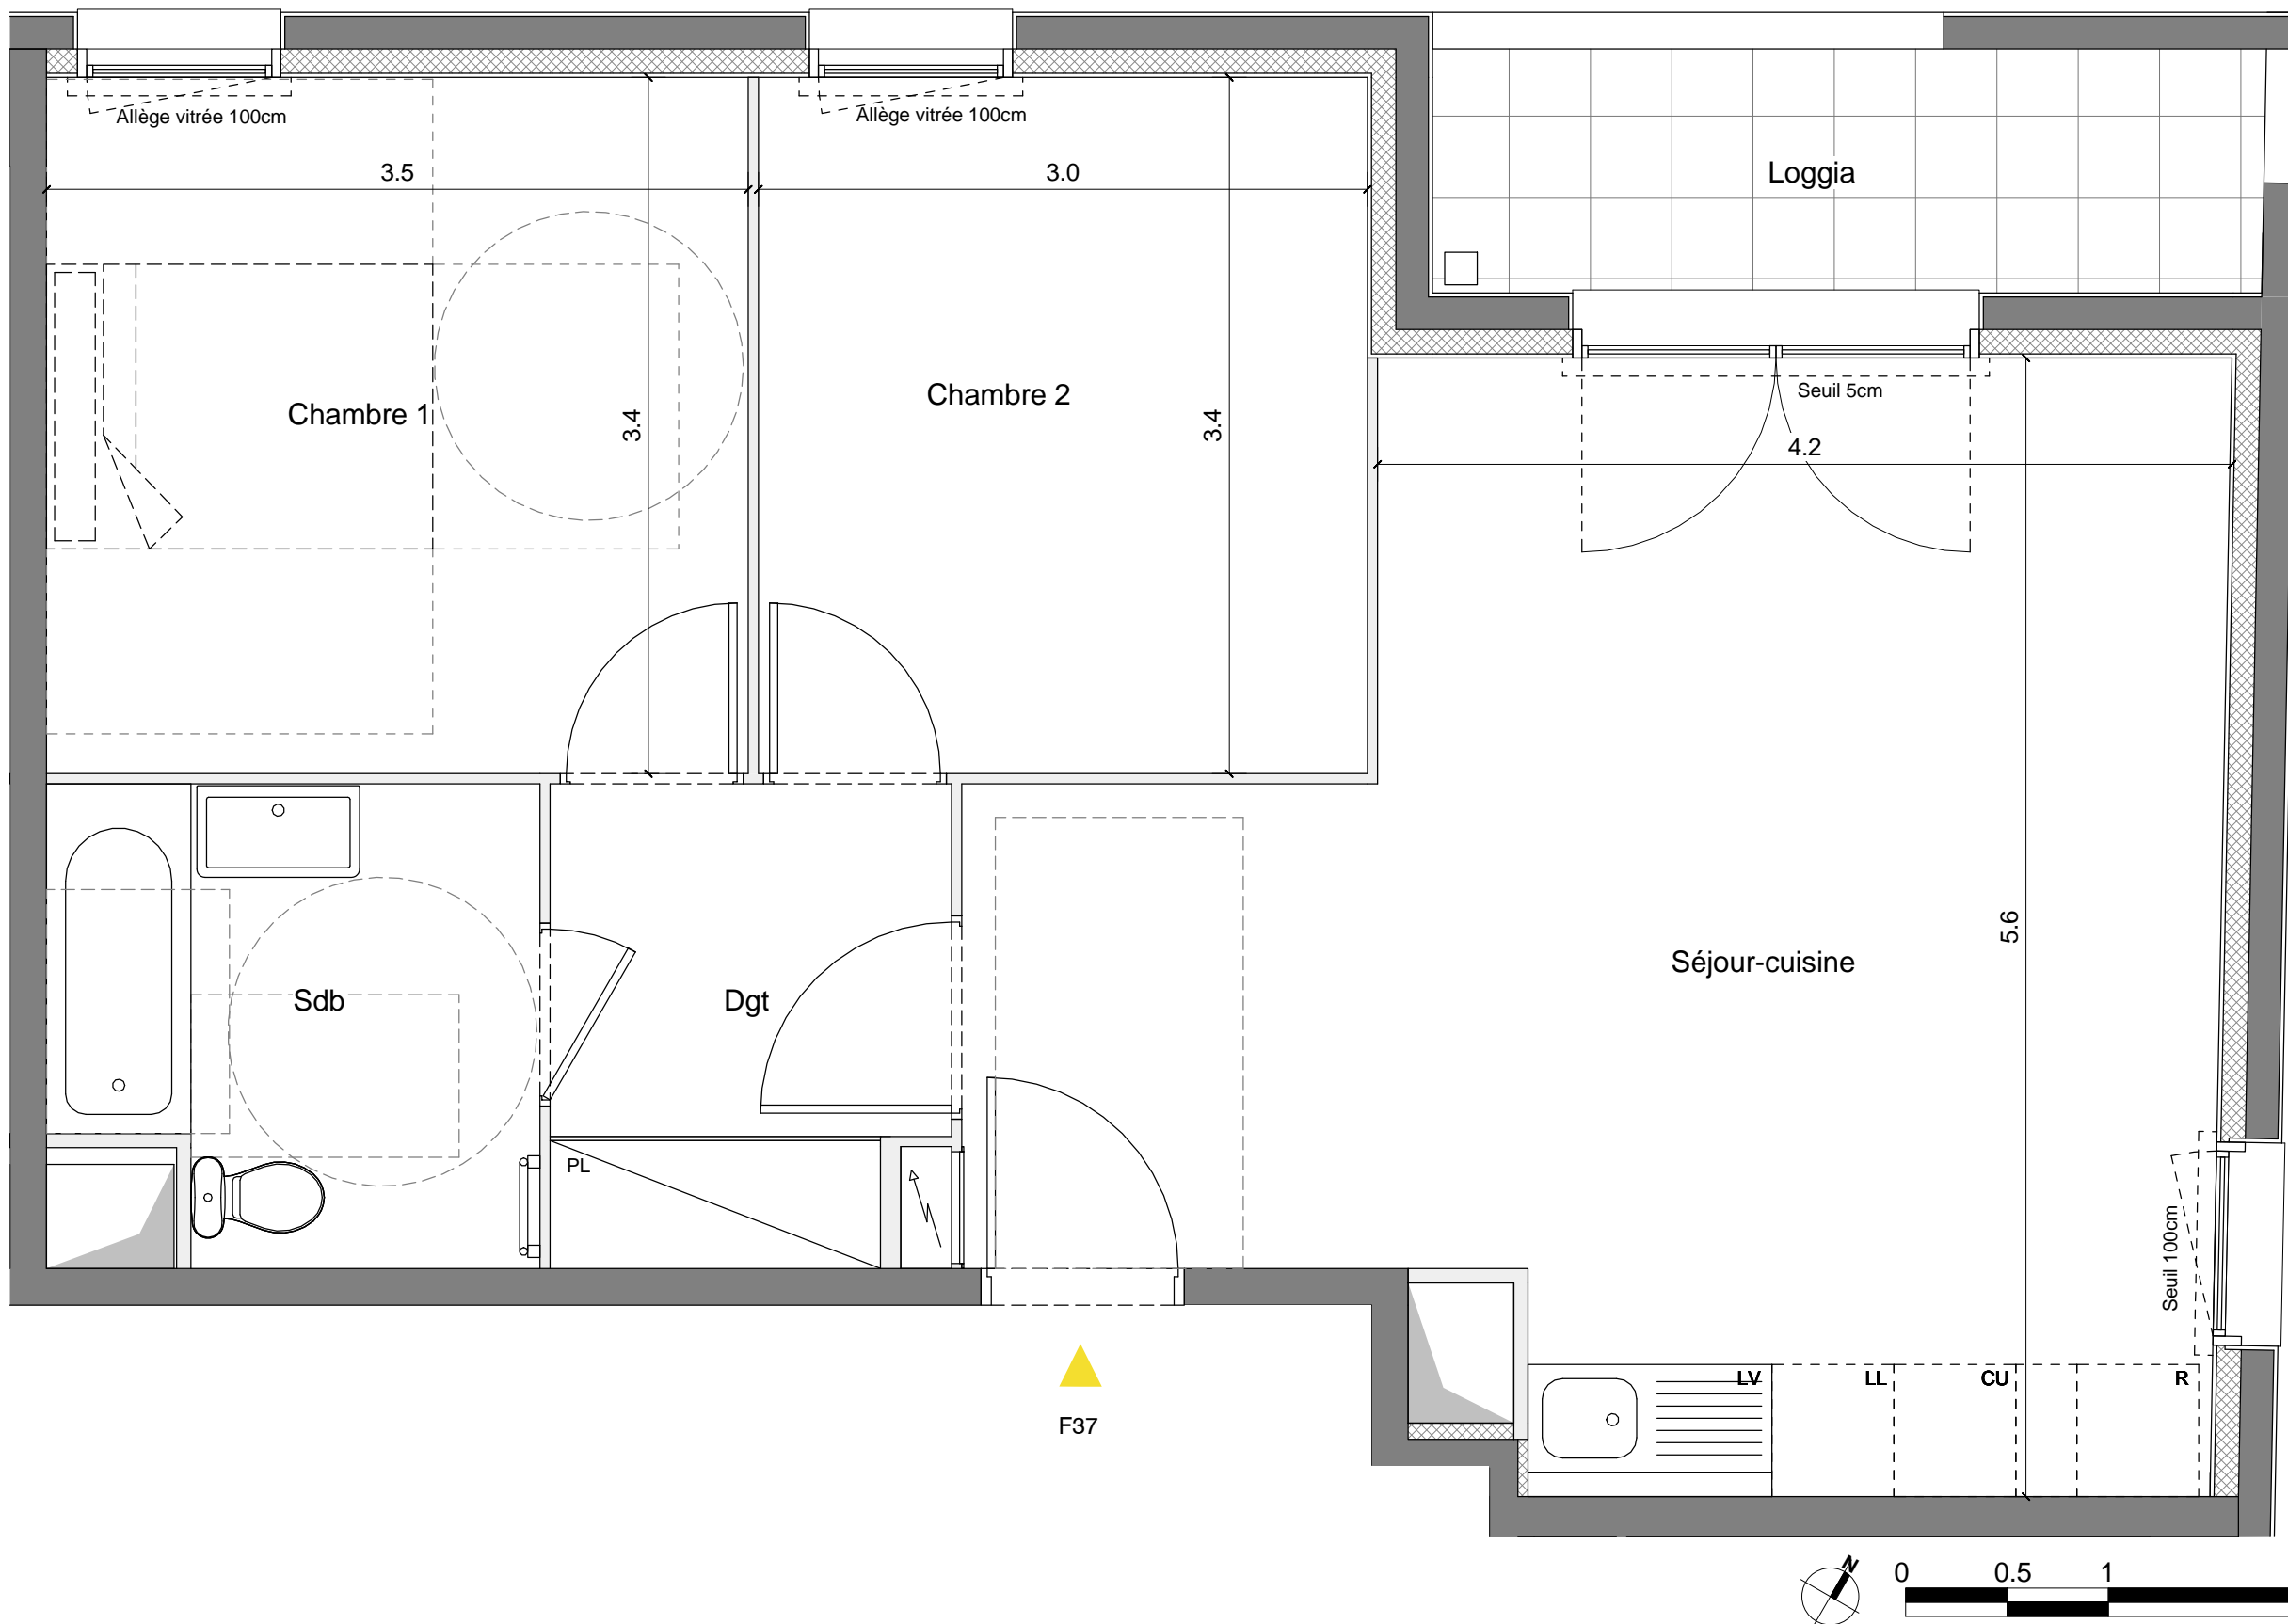 Allège vitrée 100cm
Allège vitrée 100cm
3.5
3.0
Loggia
Chambre 1
3.4
Chambre 2
3.4
Seuil 5cm
4.2
5.6
Séjour-cuisine
Sdb
Dgt
PL
Seuil 100cm
LV
LL
CU
R
F37
N
0
0.5
1